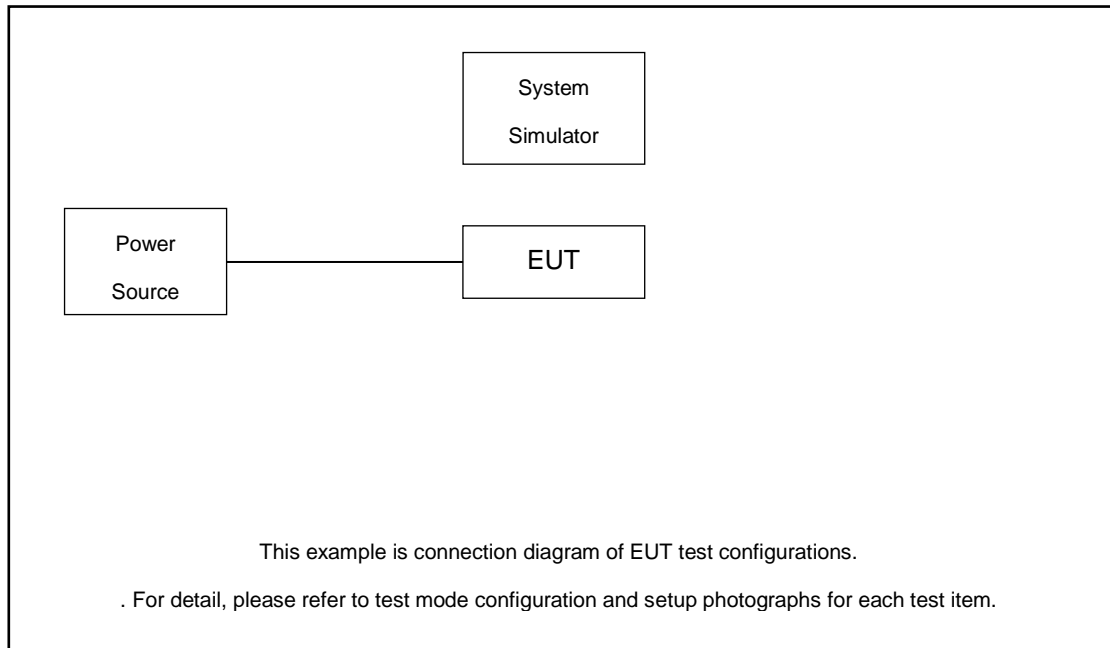 System
Simulator
Power
Source
EUT
This example is connection diagram of EUT test configurations.
. For detail, please refer to test mode configuration and setup photographs for each test item.